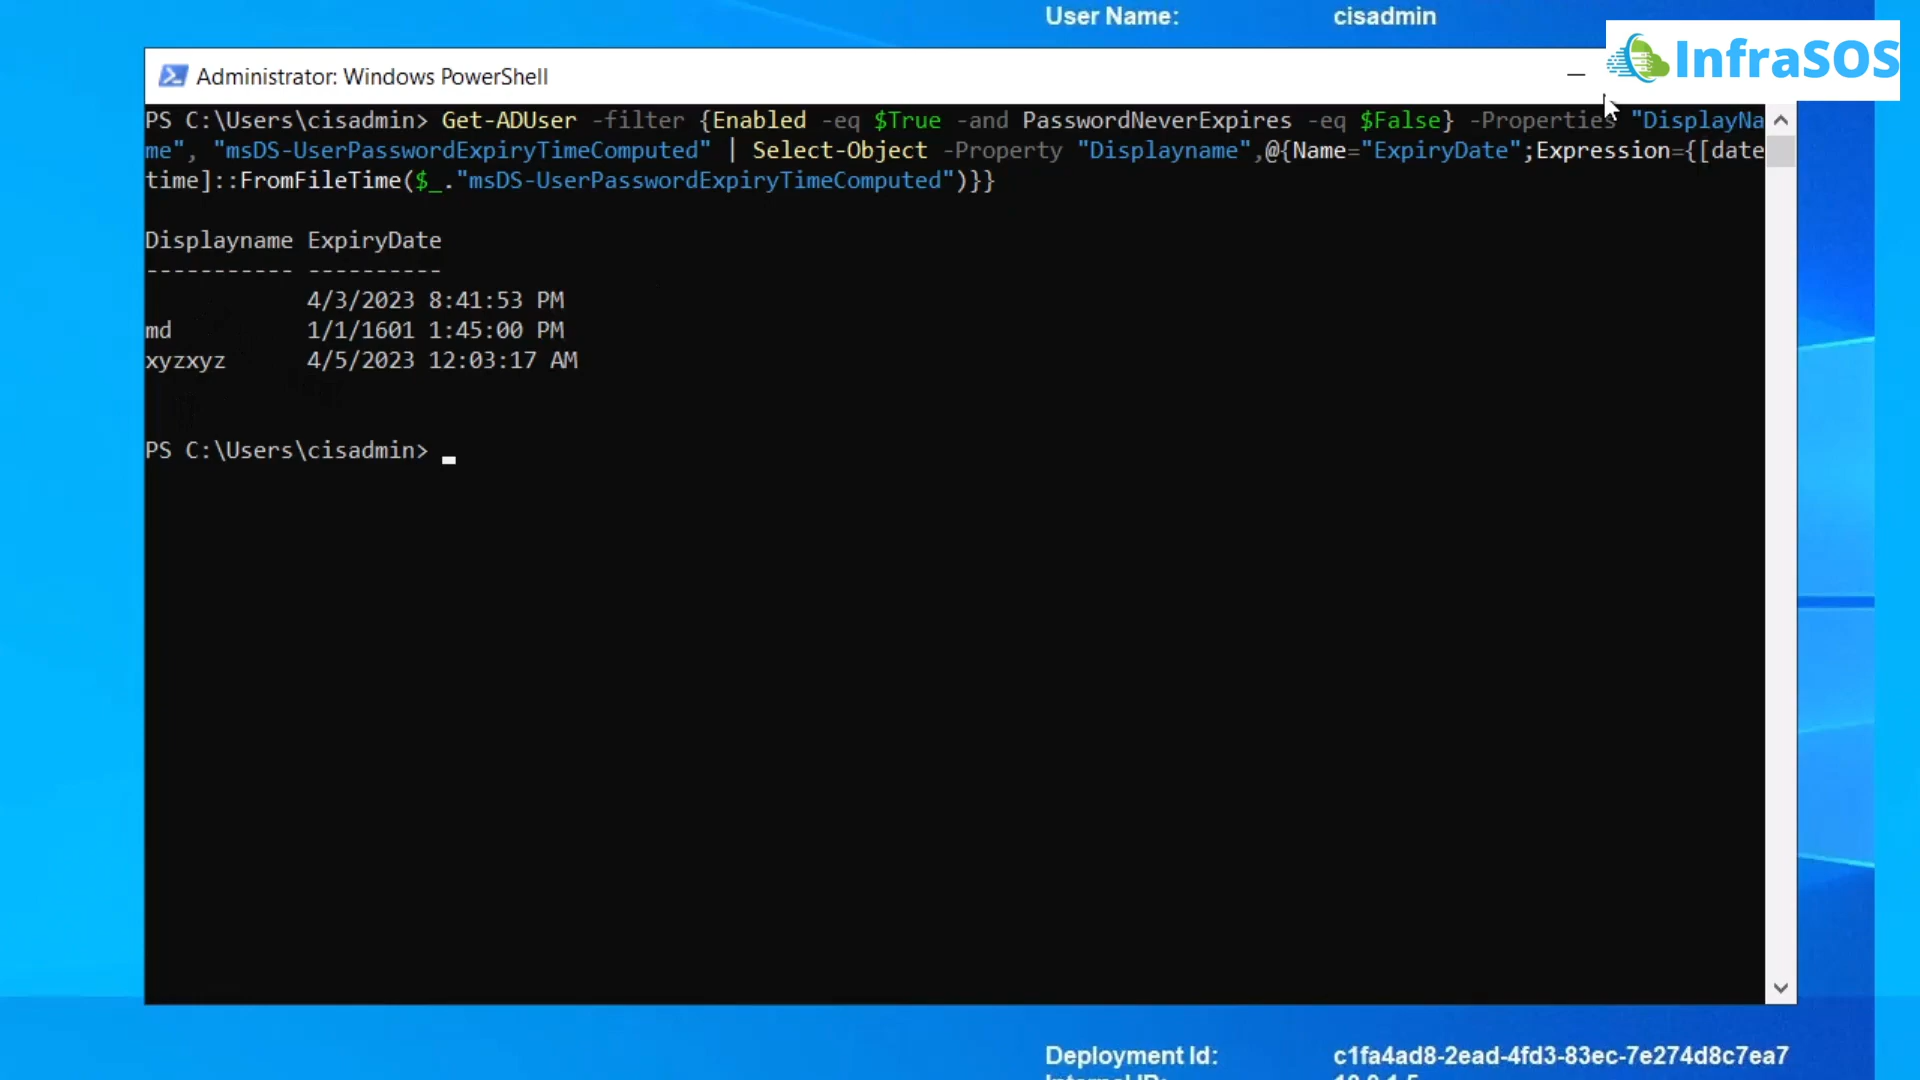 User Name: cisadmin
InfraSOS
Administrator: Windows PowerShell
PS C:\Users\cisadmin> Get-ADUser -filter {Enabled -eq $True -and PasswordNeverExpires -eq $False} -Properties "DisplayNa
me", "msDS-UserPasswordExpiryTimeComputed" | Select-Object -Property "Displayname",@{Name="ExpiryDate";Expression={[date
time]::FromFileTime($_."msDS-UserPasswordExpiryTimeComputed")}}
Displayname ExpiryDate
----------- ----------
4/3/2023 8:41:53 PM
md 1/1/1601 1:45:00 PM
xyzxyz 4/5/2023 12:03:17 AM
PS C:\Users\cisadmin>
Deployment Id: c1fa4ad8-2ead-4fd3-83ec-7e274d8c7ea7